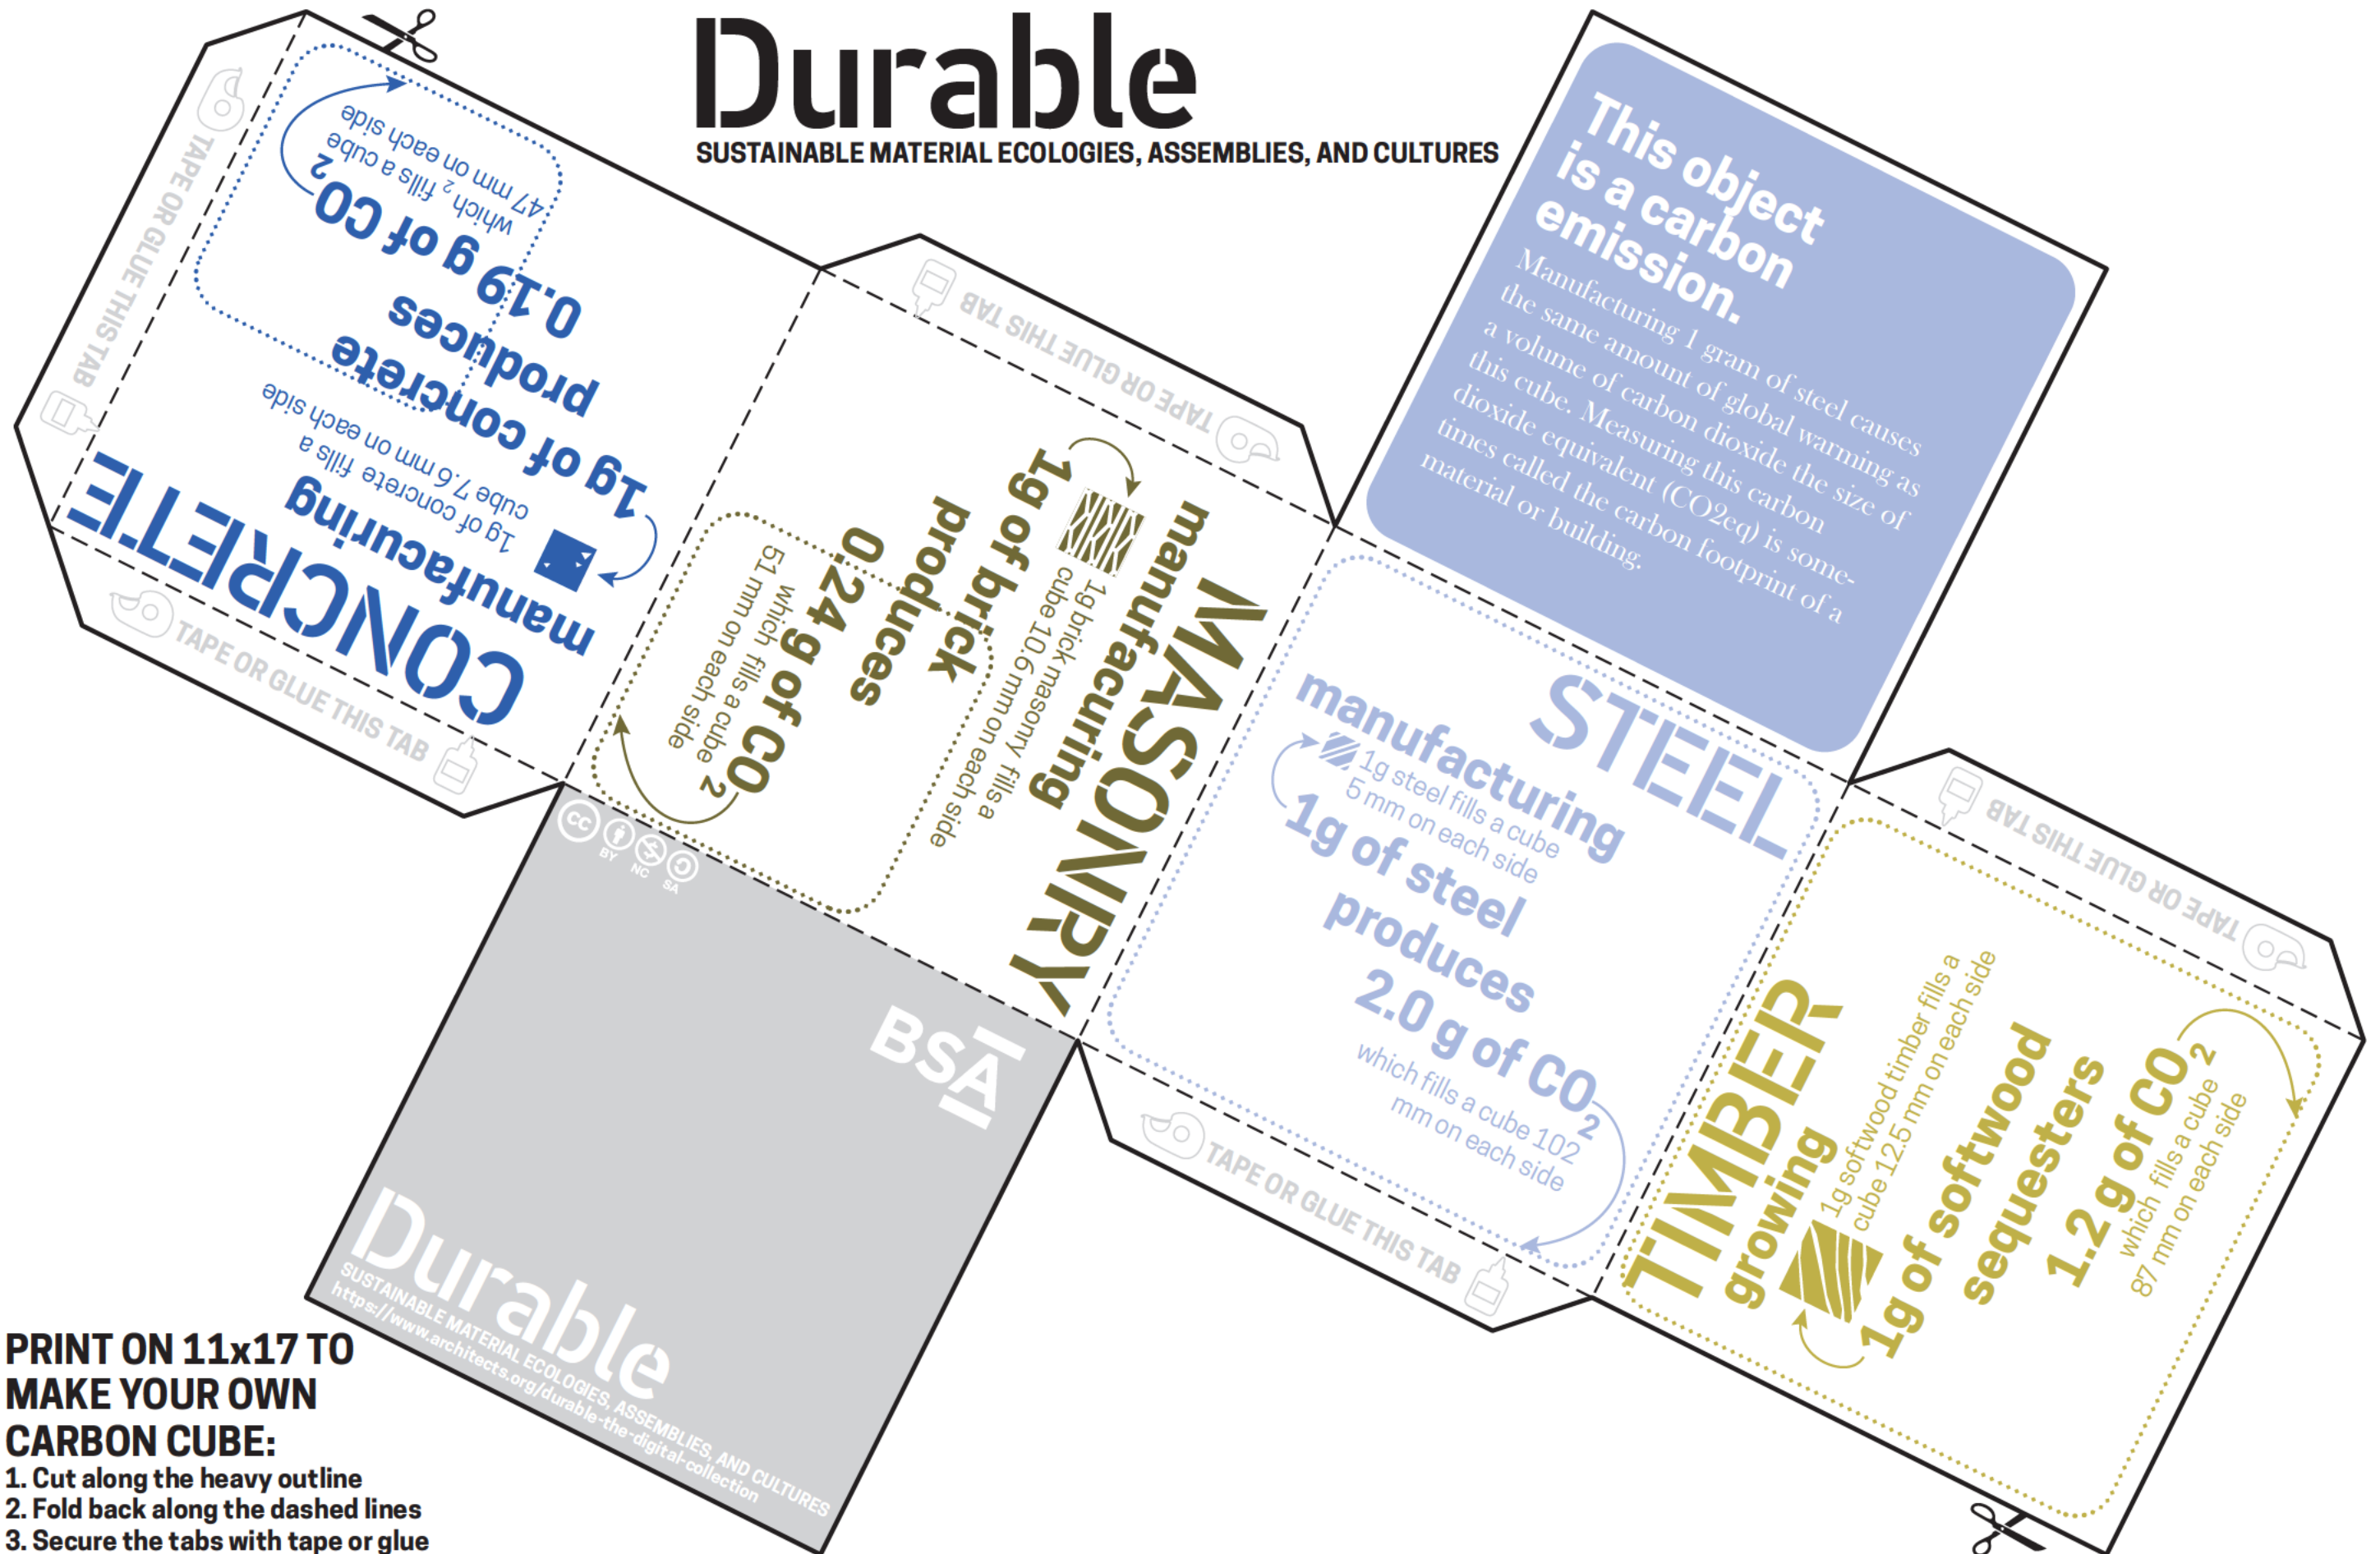 Durable
SUSTAINABLE MATERIAL ECOLOGIES, ASSEMBLIES, AND CULTURES
TAPE OR GLUE THIS TAB
CONCRETE
manufacuring
1g of concrete fills a
cube 7.6 mm on each side
1g of concrete
produces
0.19 g of CO2
which, fills a cube
47 mm on each side
TAPE OR GLUE THIS TAB
TAPE OR GLUE THIS TAB
MASONRY
manufacuring
1g brick masonry fills a
cube 10.6 mm on each side
1g of brick
produces
0.24 g of CO2
which fills a cube
51 mm on each side
This object
is a carbon
emission.
Manufacturing 1 gram of steel causes
the same amount of global warming as
a volume of carbon dioxide the size of
this cube. Measuring this carbon
dioxide equivalent (CO2eq) is some-
times called the carbon footprint of a
material or building.
STEEL
manufacturing
1g steel fills a cube
5 mm on each side
1g of steel
produces
2.0 g of CO2
which fills a cube 102
mm on each side
TAPE OR GLUE THIS TAB
TAPE OR GLUE THIS TAB
TIMBER
growing
1g softwood timber fills a
cube 12.5 mm on each side
1g of softwood
sequesters
1.2 g of CO2
which fills a cube
87 mm on each side
CC
BY
NC
SA
BSA
Durable
SUSTAINABLE MATERIAL ECOLOGIES, ASSEMBLIES, AND CULTURES
https://www.architects.org/durable-the-digital-collection
PRINT ON 11x17 TO
MAKE YOUR OWN
CARBON CUBE:
1. Cut along the heavy outline
2. Fold back along the dashed lines
3. Secure the tabs with tape or glue